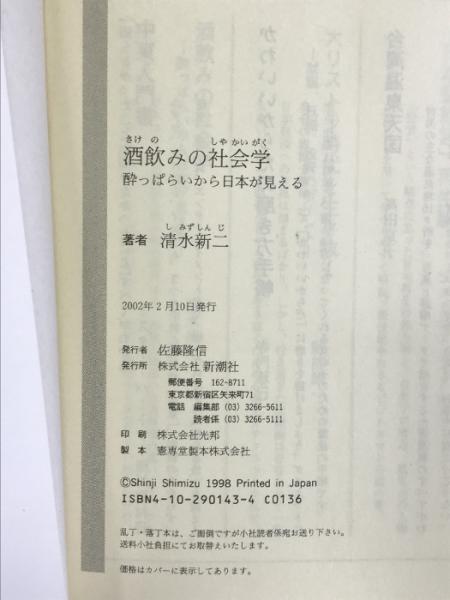 さけ の しや かい がく
酒飲みの社会学
酔っぱらいから日本が見える
し みず しん じ
著者 清水新二
2002年2月10日発行
発行者 佐藤隆信
発行所 株式会社 新潮社
郵便番号 162-8711
東京都新宿区矢来町71
電話 編集部 (03) 3266-5611
読者係 (03) 3266-5111
印刷 株式会社光邦
製本 憲専堂製本株式会社
©Shinji Shimizu 1998 Printed in Japan
ISBN4-10-290143-4 C0136
乱丁・落丁本は、ご面倒ですが小社読者係宛お送り下さい。
送料小社負担にてお取替えいたします。
価格はカバーに表示してあります。